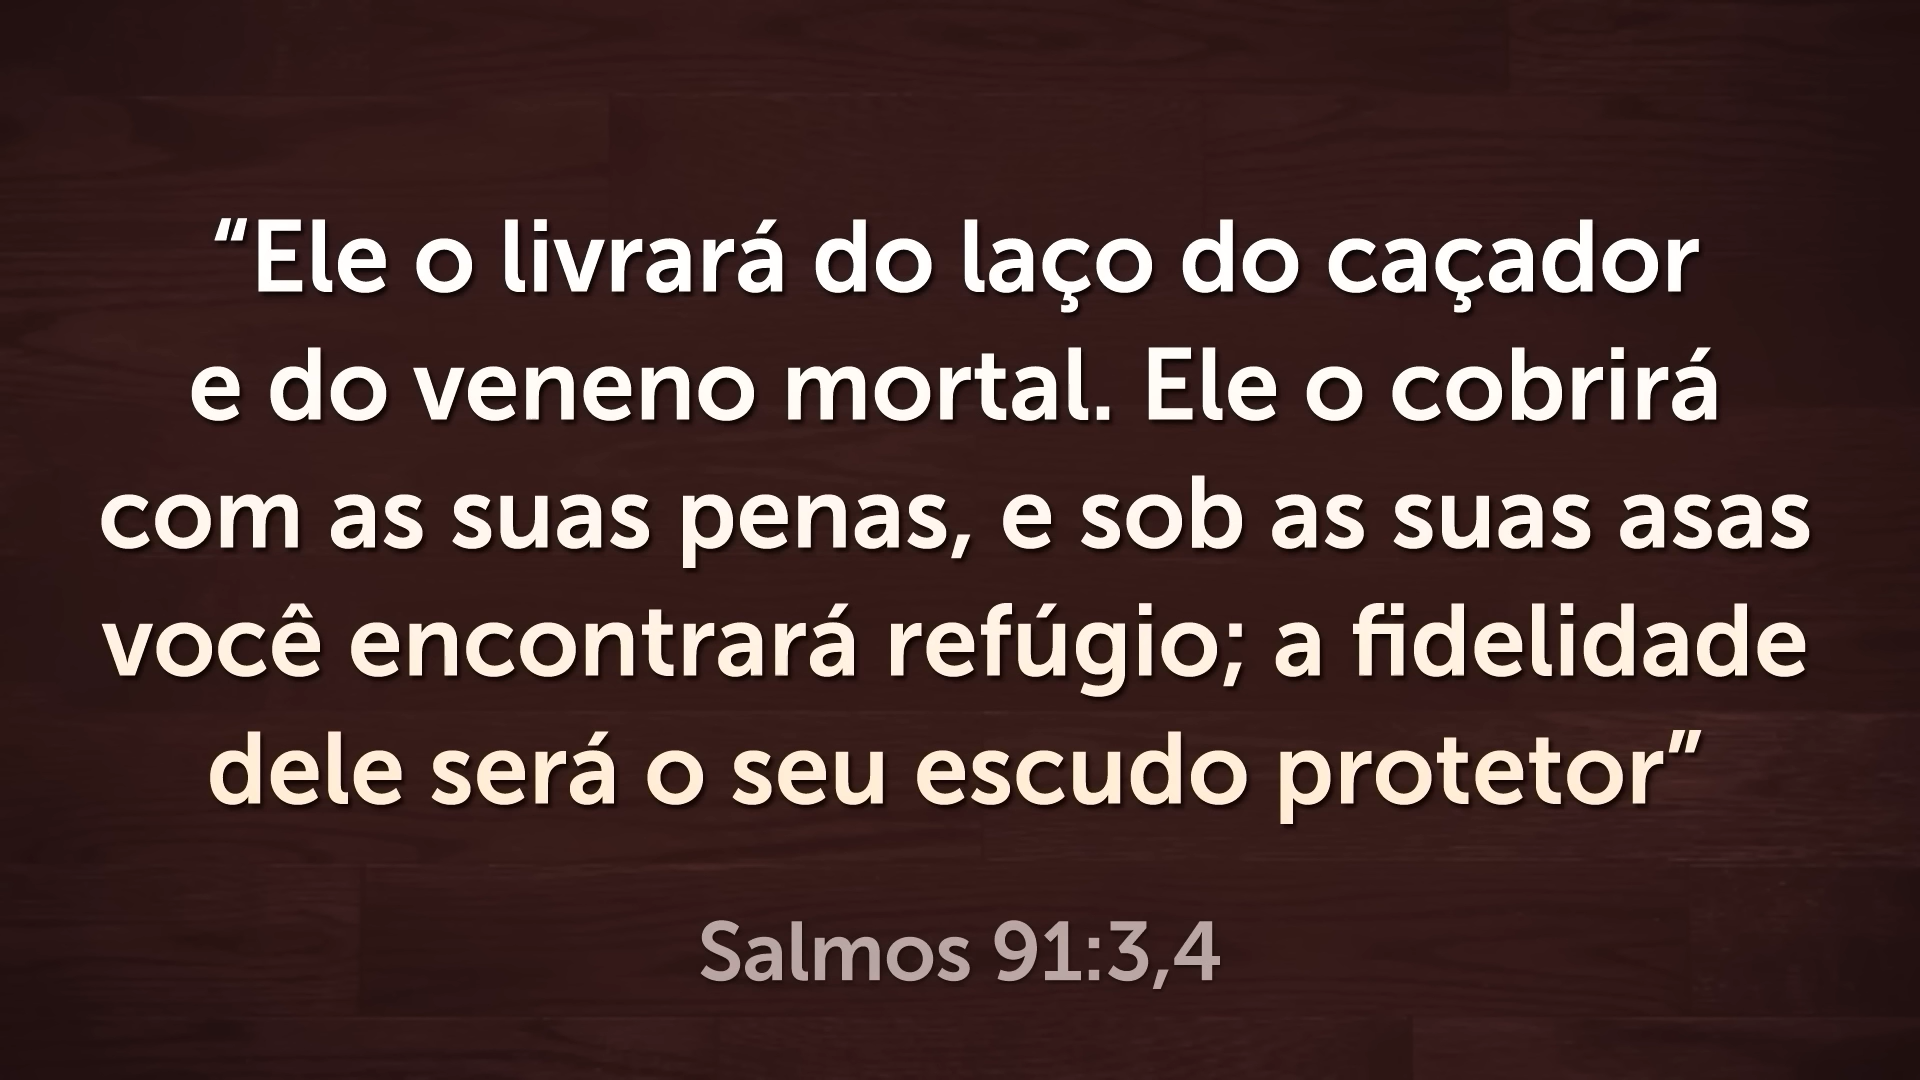 “Ele o livrará do laço do caçador
e do veneno mortal. Ele o cobrirá
com as suas penas, e sob as suas asas
você encontrará refúgio; a fidelidade
dele será o seu escudo protetor”
Salmos 91:3,4